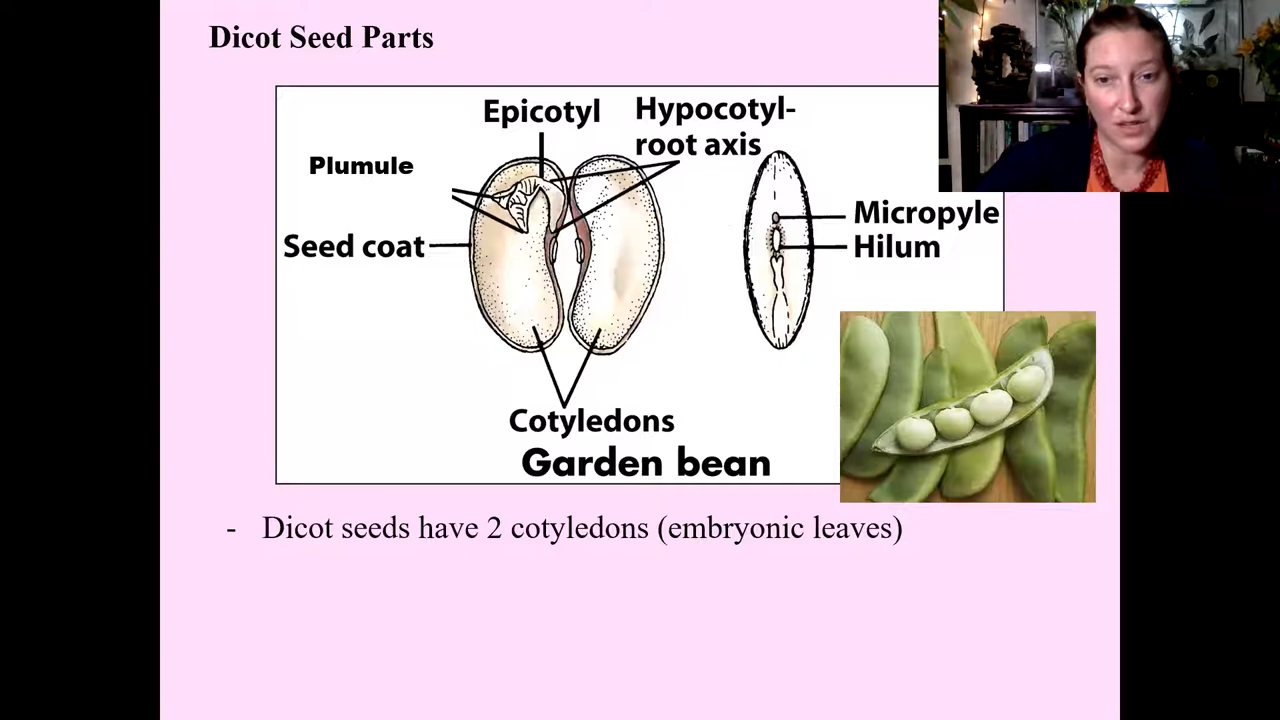 Dicot Seed Parts
Epicotyl
Hypocotyl-
root axis
Plumule
Seed coat
Micropyle
Hilum
Cotyledons
Garden bean
- Dicot seeds have 2 cotyledons (embryonic leaves)